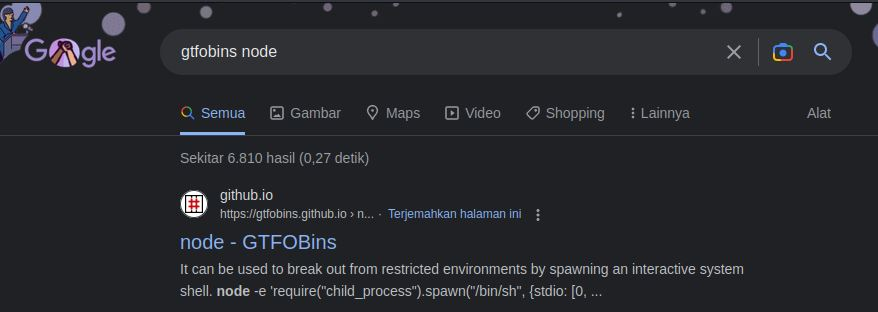 Google
gtfobins node
Semua Gambar Maps Video Shopping Lainnya Alat
Sekitar 6.810 hasil (0,27 detik)
github.io
https://gtfobins.github.io › n... · Terjemahkan halaman ini
node - GTFOBins
It can be used to break out from restricted environments by spawning an interactive system
shell. node -e 'require("child_process").spawn("/bin/sh", {stdio: [0, ...